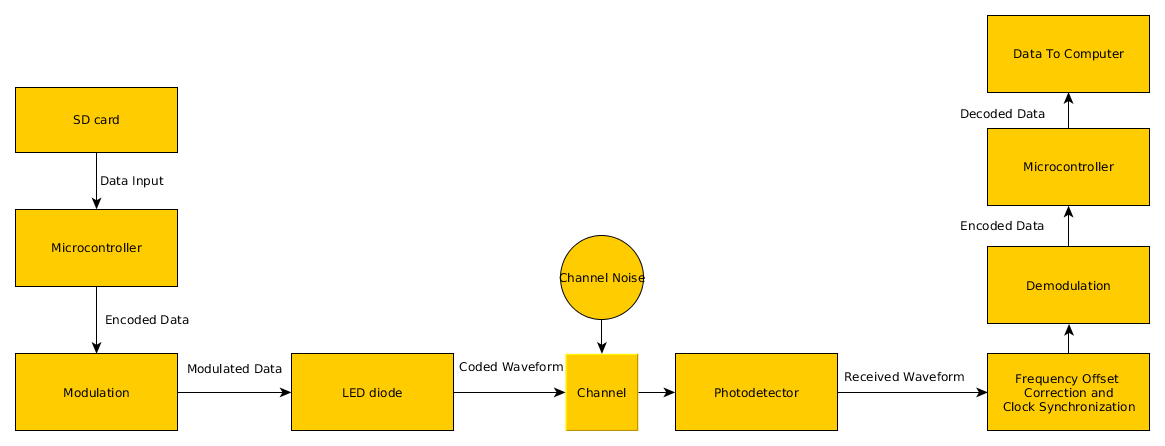 SD card
Data Input
Microcontroller
Encoded Data
Modulation
Modulated Data
LED diode
Coded Waveform
Channel Noise
Channel
Photodetector
Received Waveform
Frequency Offset
Correction and
Clock Synchronization
Demodulation
Encoded Data
Microcontroller
Decoded Data
Data To Computer